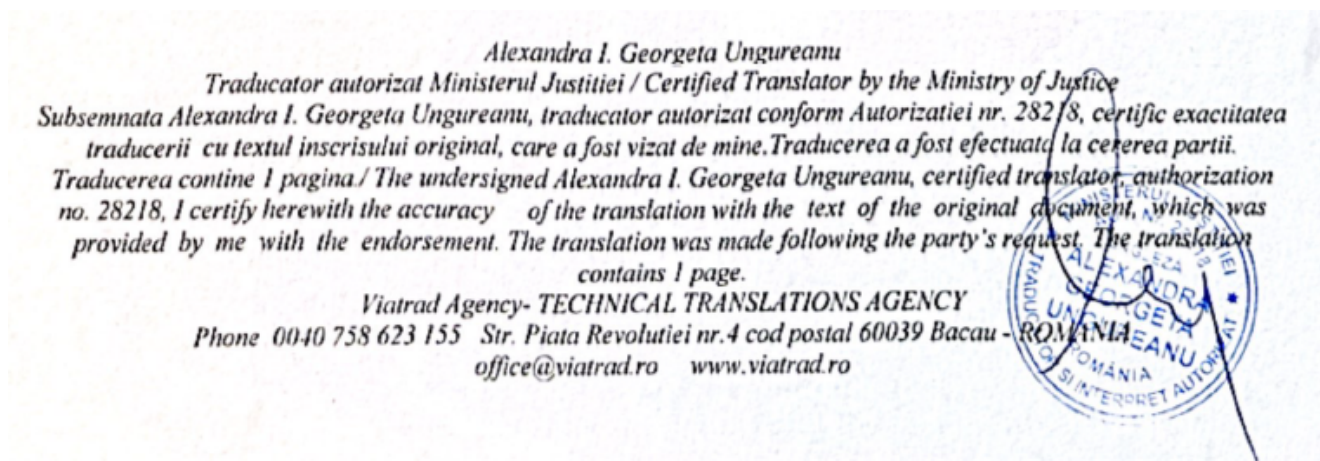 Alexandra I. Georgeta Ungureanu
Traducator autorizat Ministerul Justitiei / Certified Translator by the Ministry of Justice
Subsemnata Alexandra I. Georgeta Ungureanu, traducator autorizat conform Autorizatiei nr. 28218, certific exactitatea
traducerii cu textul inscrisului original, care a fost vizat de mine.Traducerea a fost efectuata la cererea partii.
Traducerea contine 1 pagina./ The undersigned Alexandra I. Georgeta Ungureanu, certified translator, authorization
no. 28218, I certify herewith the accuracy of the translation with the text of the original document, which was
provided by me with the endorsement. The translation was made following the party's request. The translation
contains 1 page.
Viatrad Agency- TECHNICAL TRANSLATIONS AGENCY
Phone 0040 758 623 155 Str. Piata Revolutiei nr.4 cod postal 60039 Bacau - ROMANIA
office@viatrad.ro www.viatrad.ro
ALEXANDRA
GEORGETA
UNGUREANU
ROMÂNIA
ȘI INTERPRET AUTORIZAT